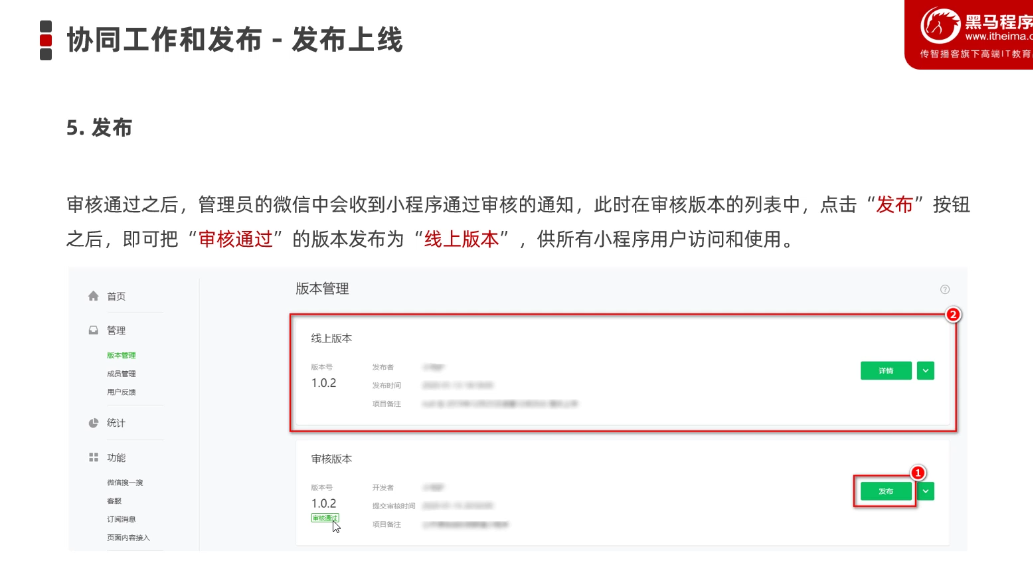 协同工作和发布 - 发布上线
黑马程序
www.itheima.c
传智播客旗下高端IT教育
5. 发布
审核通过之后，管理员的微信中会收到小程序通过审核的通知，此时在审核版本的列表中，点击“发布”按钮
之后，即可把“审核通过”的版本发布为“线上版本”，供所有小程序用户访问和使用。
首页
管理
版本管理
成员管理
用户反馈
统计
功能
微信搜一搜
客服
订阅消息
页面内容接入
版本管理
2
线上版本
版本号
发布者
1.0.2
发布时间
项目备注
详情
审核版本
1
版本号
开发者
1.0.2
提交审核时间
审核通过
项目备注
发布